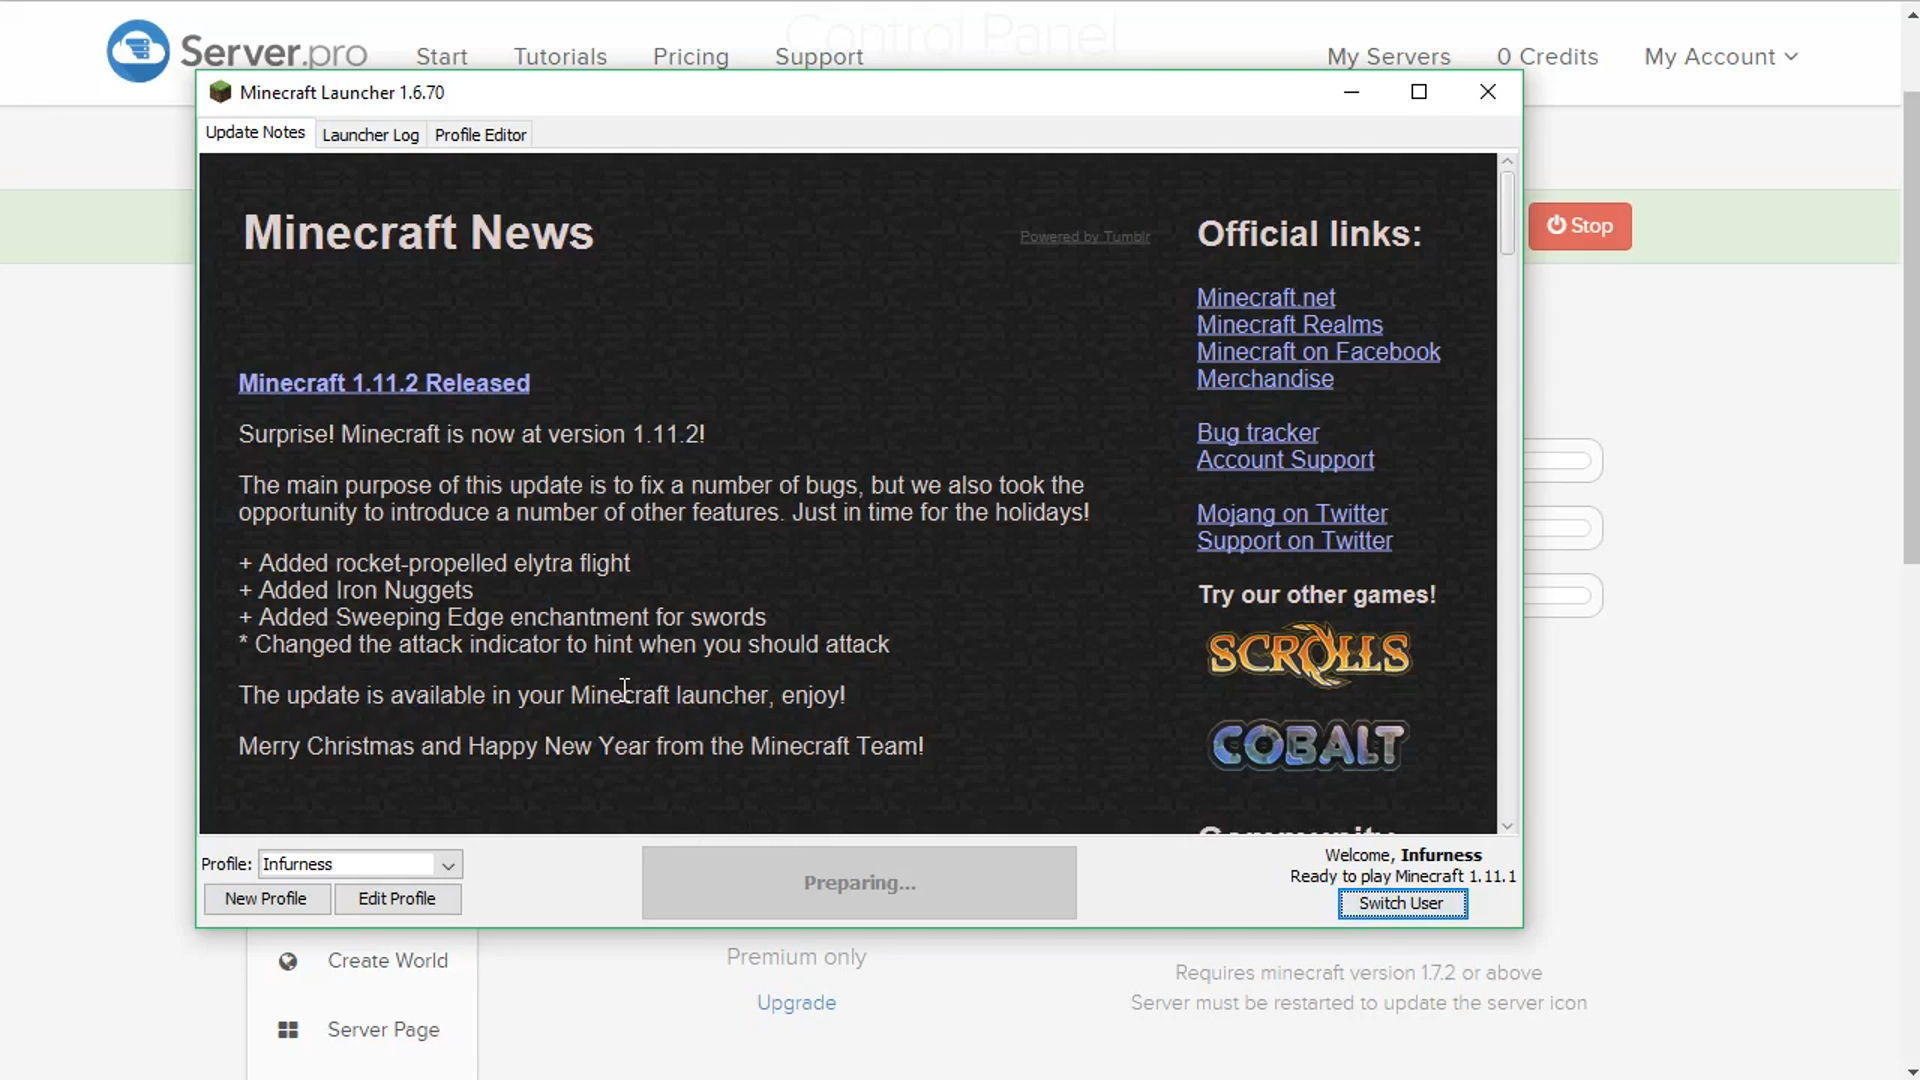 Control Panel
Server.pro Start Tutorials Pricing Support My Servers 0 Credits My Account
Minecraft Launcher 1.6.70
Update Notes Launcher Log Profile Editor
Minecraft News
Powered by Tumblr
Official links:
Stop
Minecraft.net
Minecraft Realms
Minecraft on Facebook
Merchandise
Bug tracker
Account Support
Mojang on Twitter
Support on Twitter
Try our other games!
SCROLLS
COBALT
Community
Minecraft 1.11.2 Released
Surprise! Minecraft is now at version 1.11.2!
The main purpose of this update is to fix a number of bugs, but we also took the
opportunity to introduce a number of other features. Just in time for the holidays!
+ Added rocket-propelled elytra flight
+ Added Iron Nuggets
+ Added Sweeping Edge enchantment for swords
* Changed the attack indicator to hint when you should attack
The update is available in your Minecraft launcher, enjoy!
Merry Christmas and Happy New Year from the Minecraft Team!
Profile: Infurness
New Profile Edit Profile
Preparing...
Welcome, Infurness
Ready to play Minecraft 1.11.1
Switch User
Create World
Server Page
Premium only
Upgrade
Requires minecraft version 1.7.2 or above
Server must be restarted to update the server icon